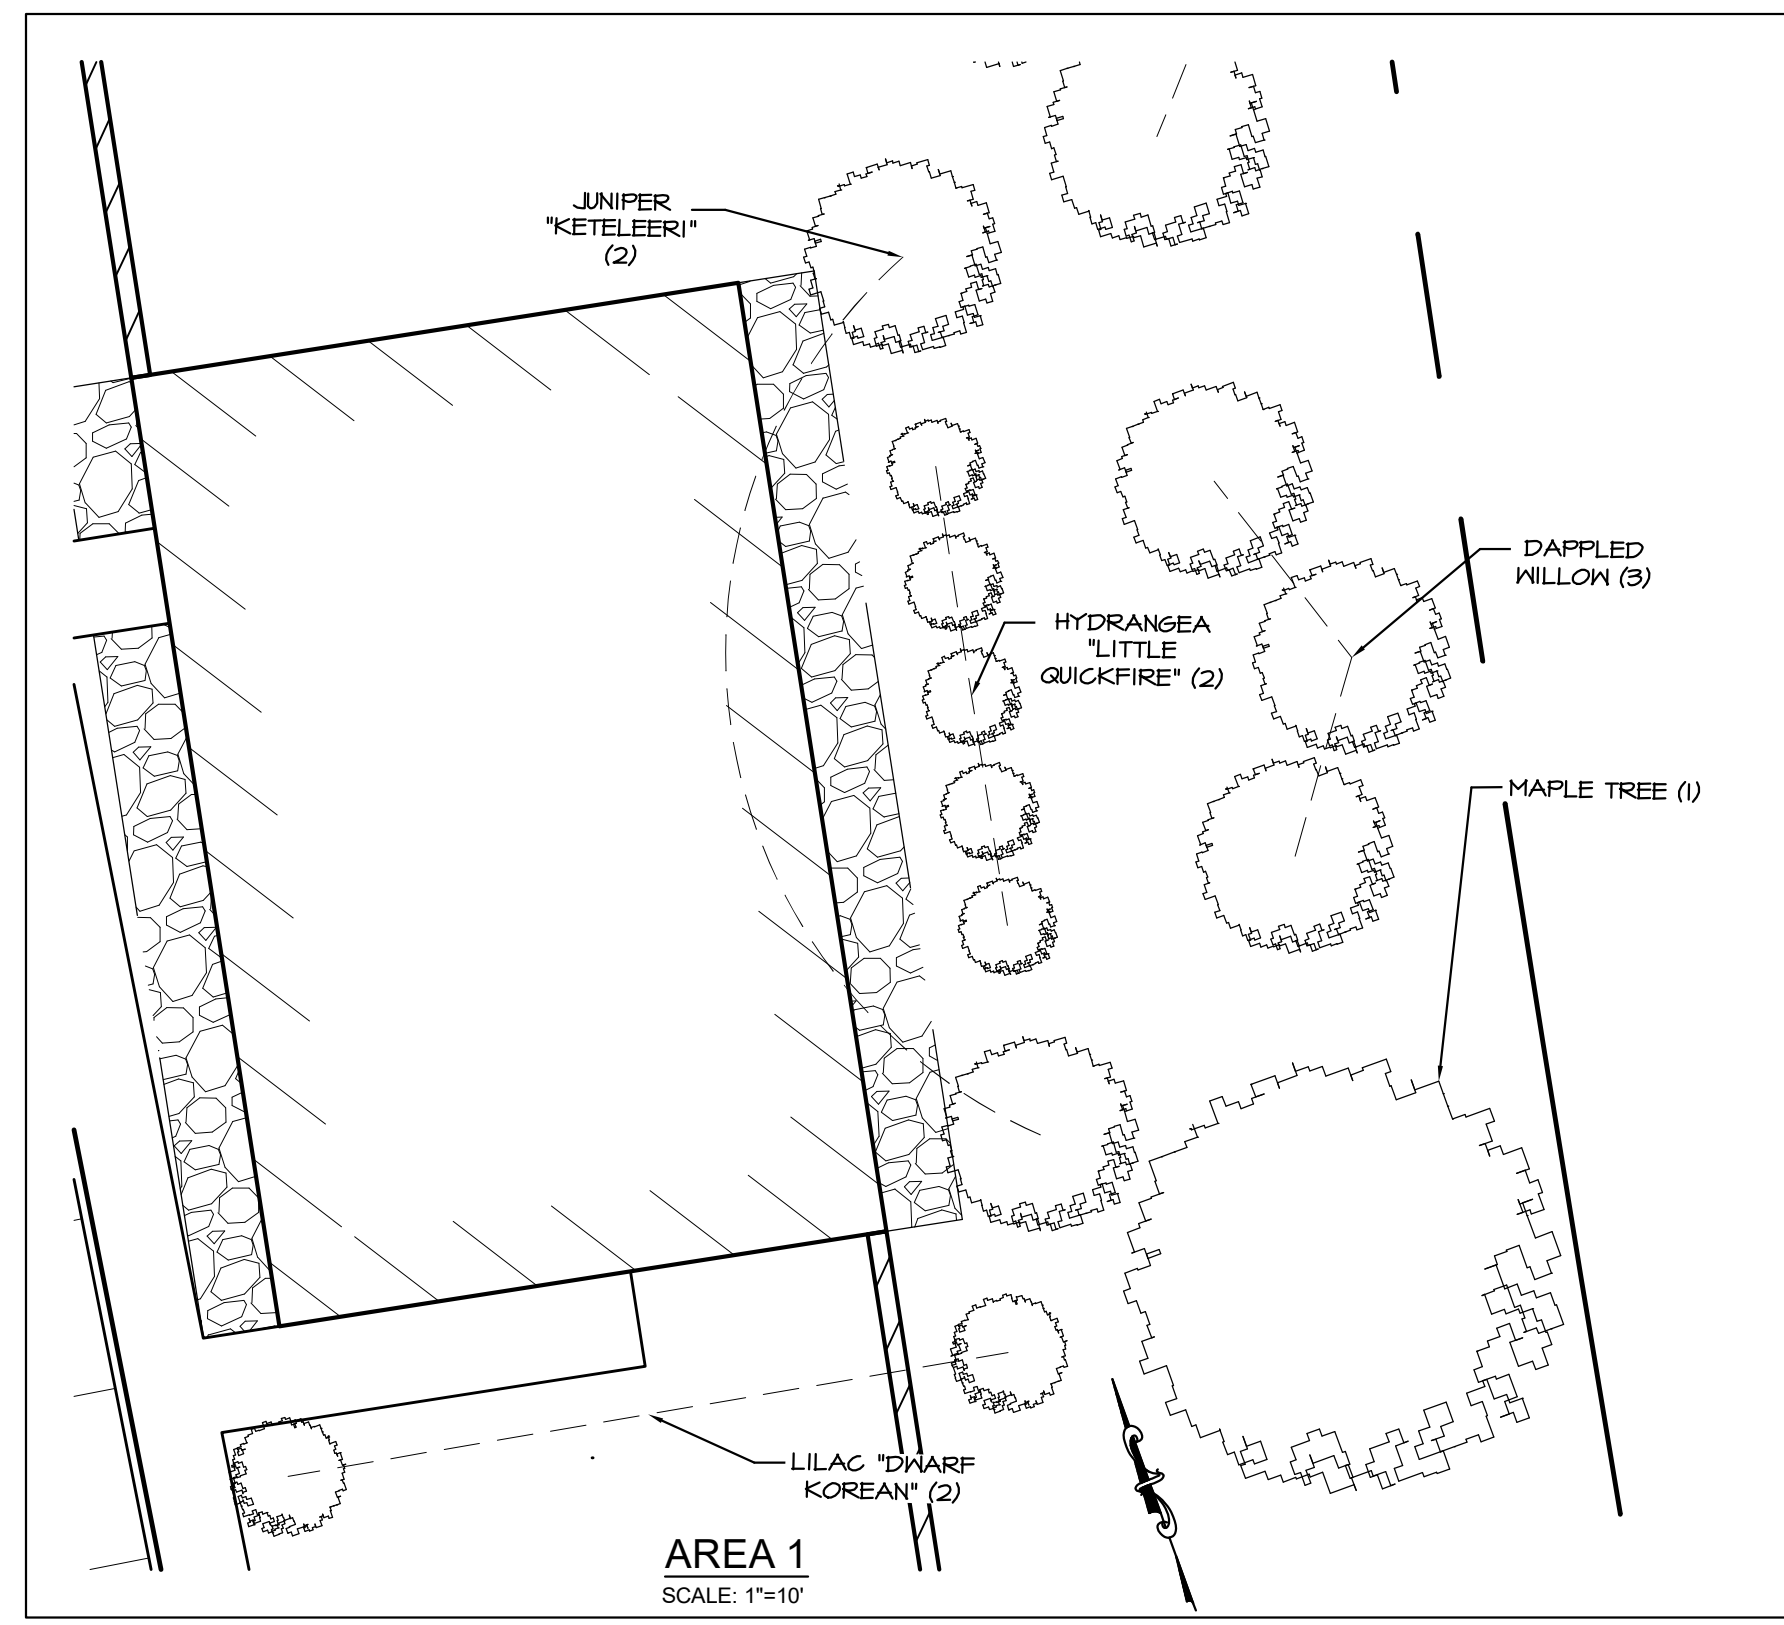 JUNIPER
"KETELEERI"
(2)
DAPPLED
WILLOW (3)
HYDRANGEA
"LITTLE
QUICKFIRE" (2)
MAPLE TREE (1)
LILAC "DWARF
KOREAN" (2)
AREA 1
SCALE: 1"=10'